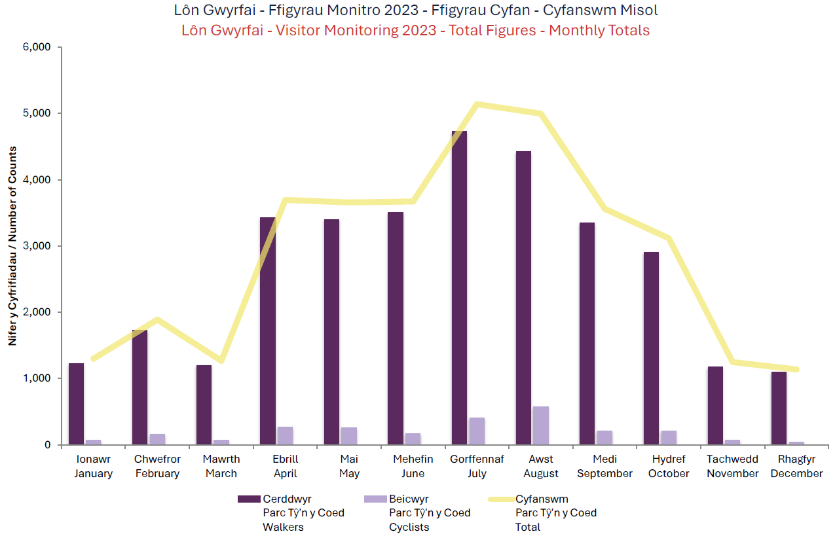 Lôn Gwyrfai - Ffigyrau Monitro 2023 - Ffigyrau Cyfan - Cyfanswm Misol
Lôn Gwyrfai - Visitor Monitoring 2023 - Total Figures - Monthly Totals
Nifer y Cyfrifiadau / Number of Counts
6,000
5,000
4,000
3,000
2,000
1,000
0
Ionawr Chwefror Mawrth Ebrill Mai Mehefin Gorffennaf Awst Medi Hydref Tachwedd Rhagfyr
January February March April May June July August September October November December
Cerddwyr Beicwyr Cyfanswm
Parc Tŷ'n y Coed Parc Tŷ'n y Coed Parc Tŷ'n y Coed
Walkers Cyclists Total